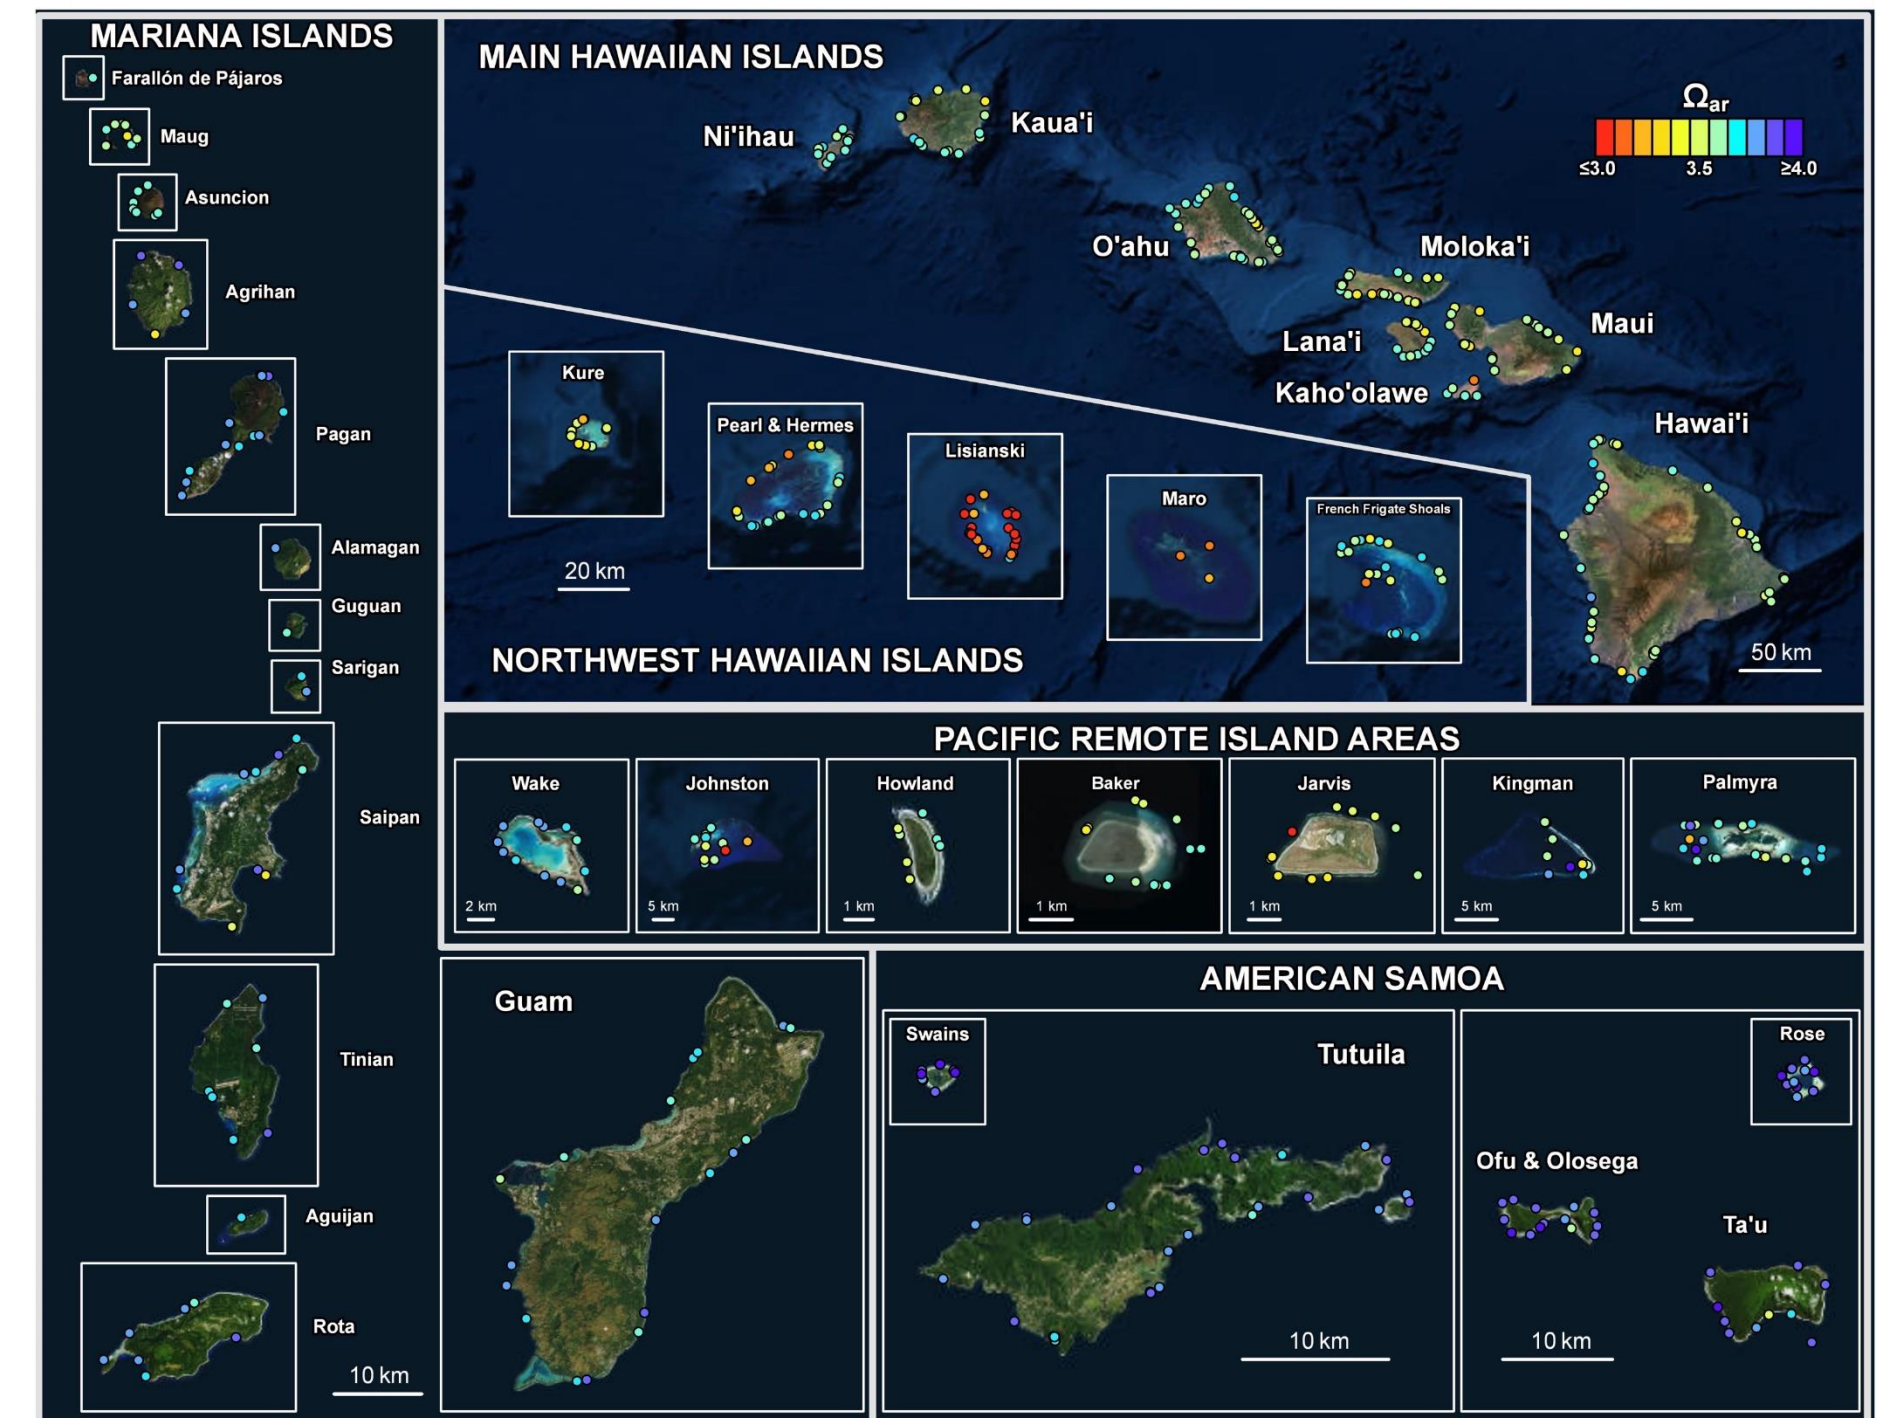 MARIANA ISLANDS
Farallón de Pájaros
Maug
Asuncion
Agrihan
Pagan
Alamagan
Guguan
Sarigan
Saipan
Tinian
Aguijan
Rota
10 km
MAIN HAWAIIAN ISLANDS
Ni'ihau
Kaua'i
O'ahu
Moloka'i
Lana'i
Maui
Kaho'olawe
Hawai'i
50 km
Ωar
≤3.0 3.5 ≥4.0
Kure
Pearl & Hermes
Lisianski
Maro
French Frigate Shoals
20 km
NORTHWEST HAWAIIAN ISLANDS
PACIFIC REMOTE ISLAND AREAS
Wake
2 km
Johnston
5 km
Howland
1 km
Baker
1 km
Jarvis
1 km
Kingman
5 km
Palmyra
5 km
Guam
AMERICAN SAMOA
Swains
Tutuila
10 km
Rose
Ofu & Olosega
Ta'u
10 km